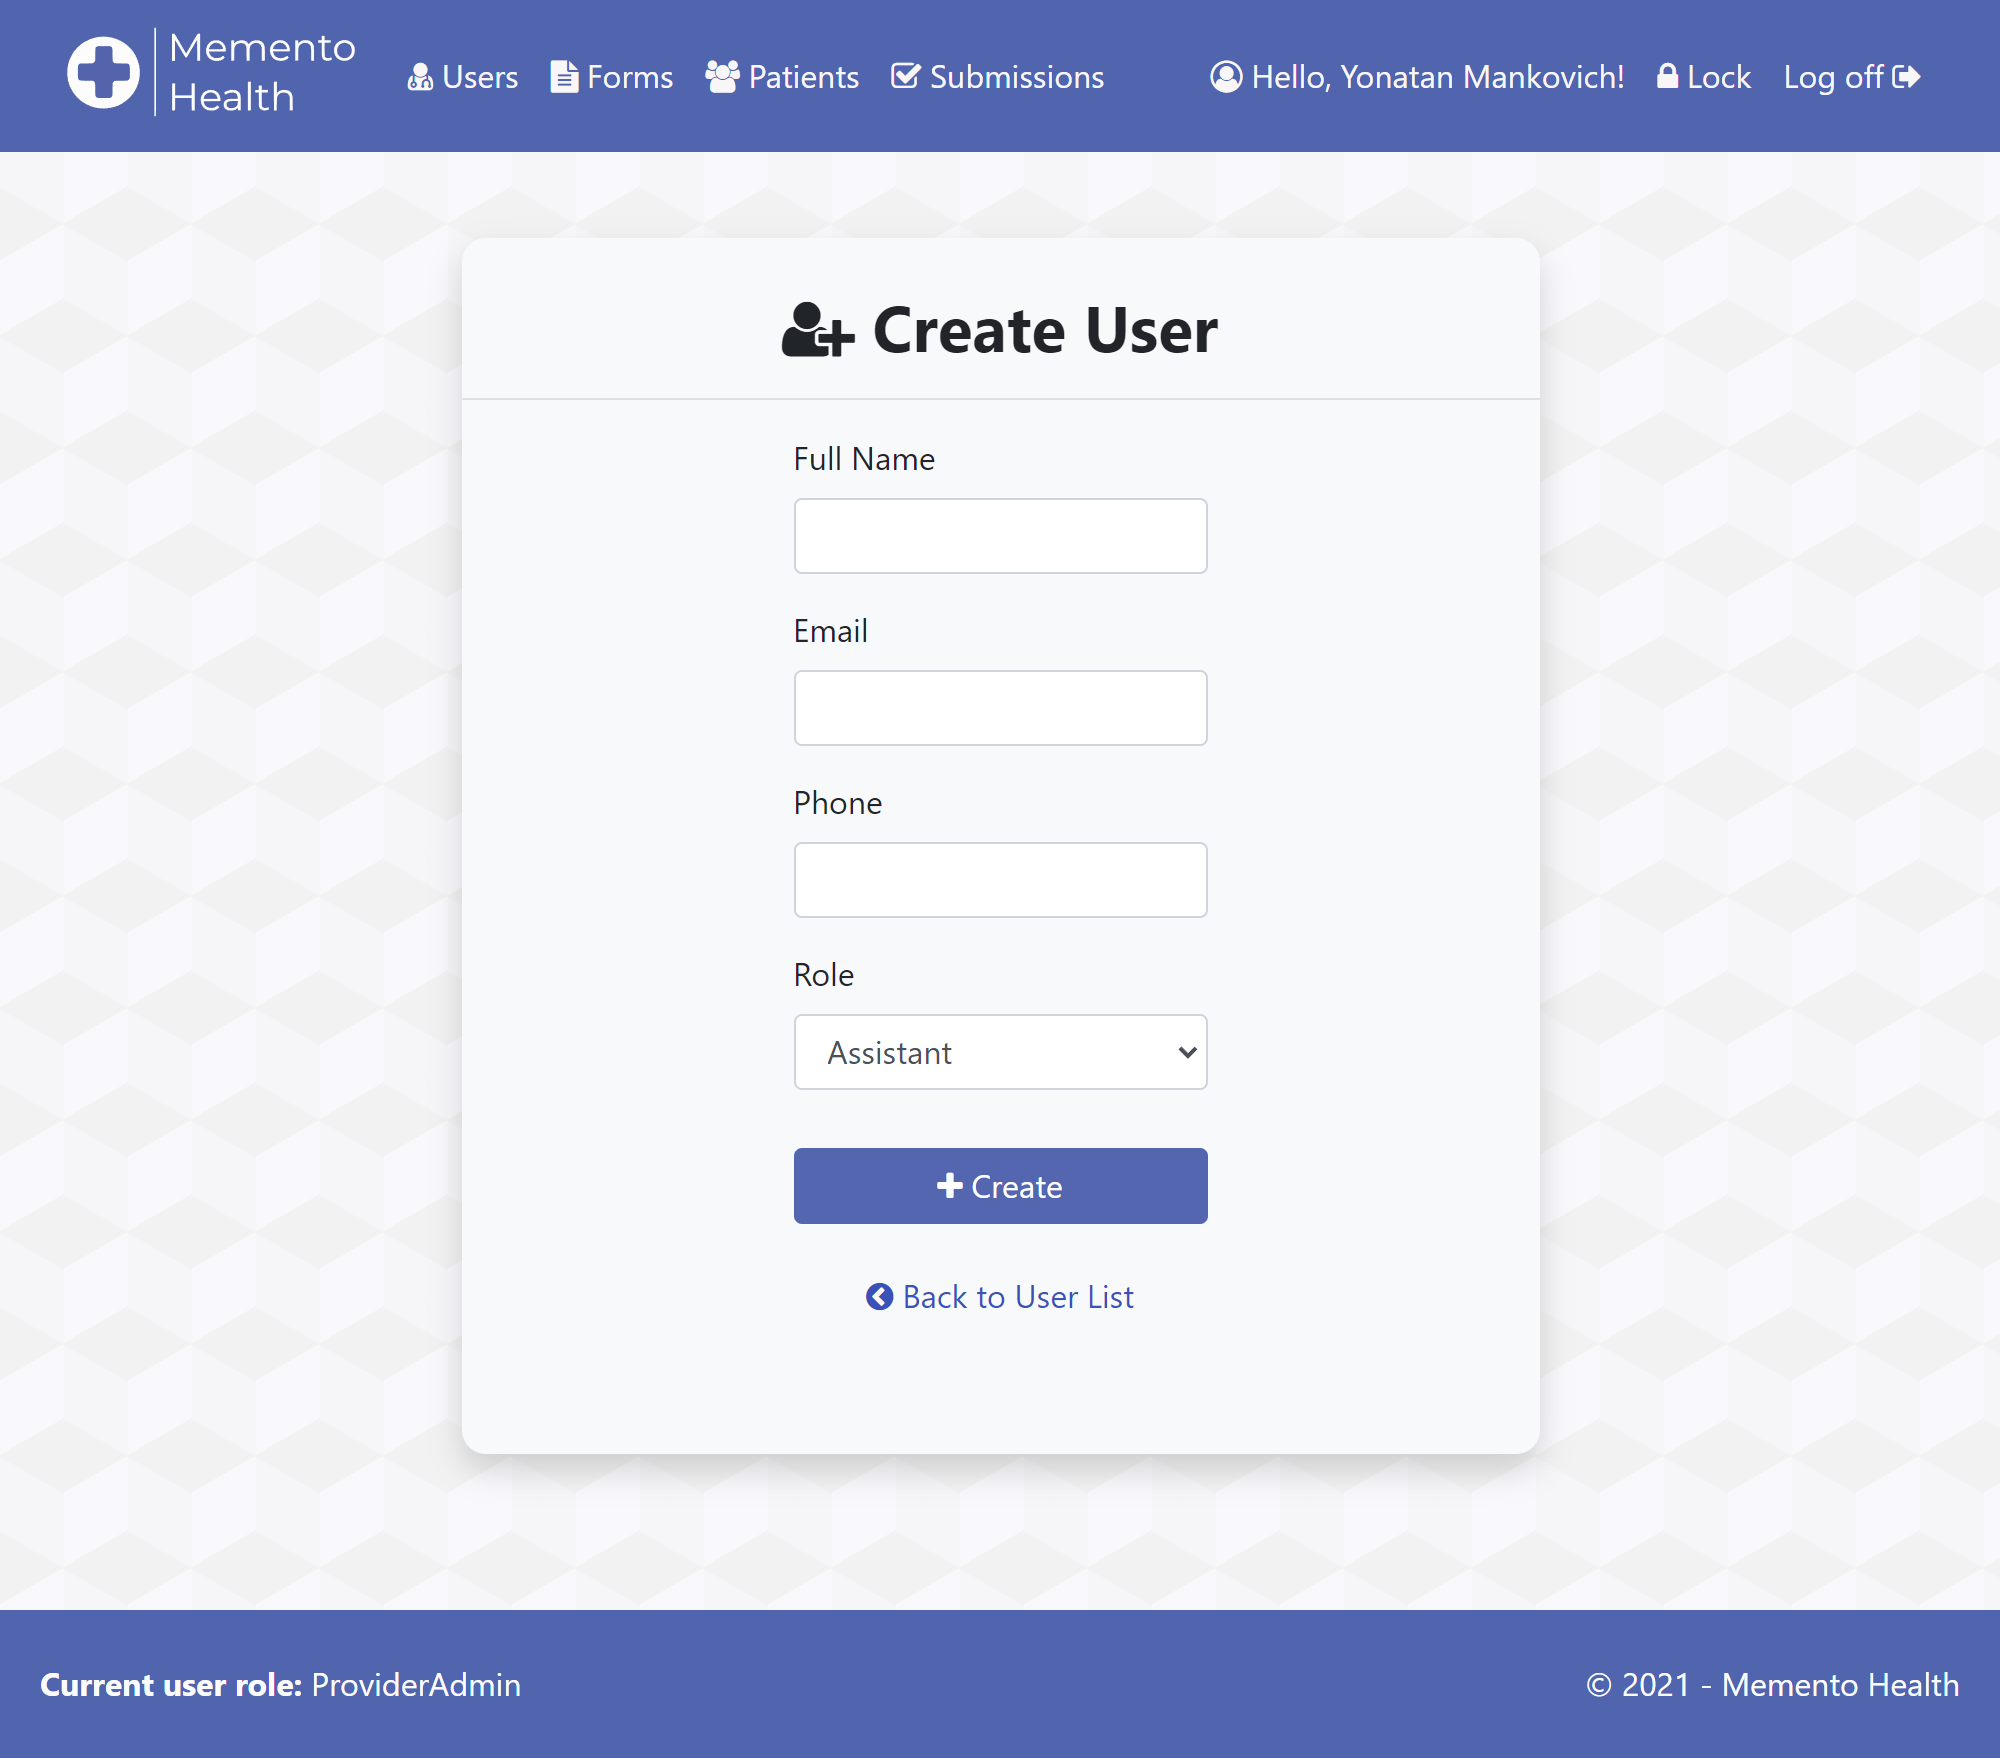 Memento
Health
Users Forms Patients Submissions Hello, Yonatan Mankovich! Lock Log off
Create User
Full Name
Email
Phone
Role
Assistant
Create
Back to User List
Current user role: ProviderAdmin
© 2021 - Memento Health